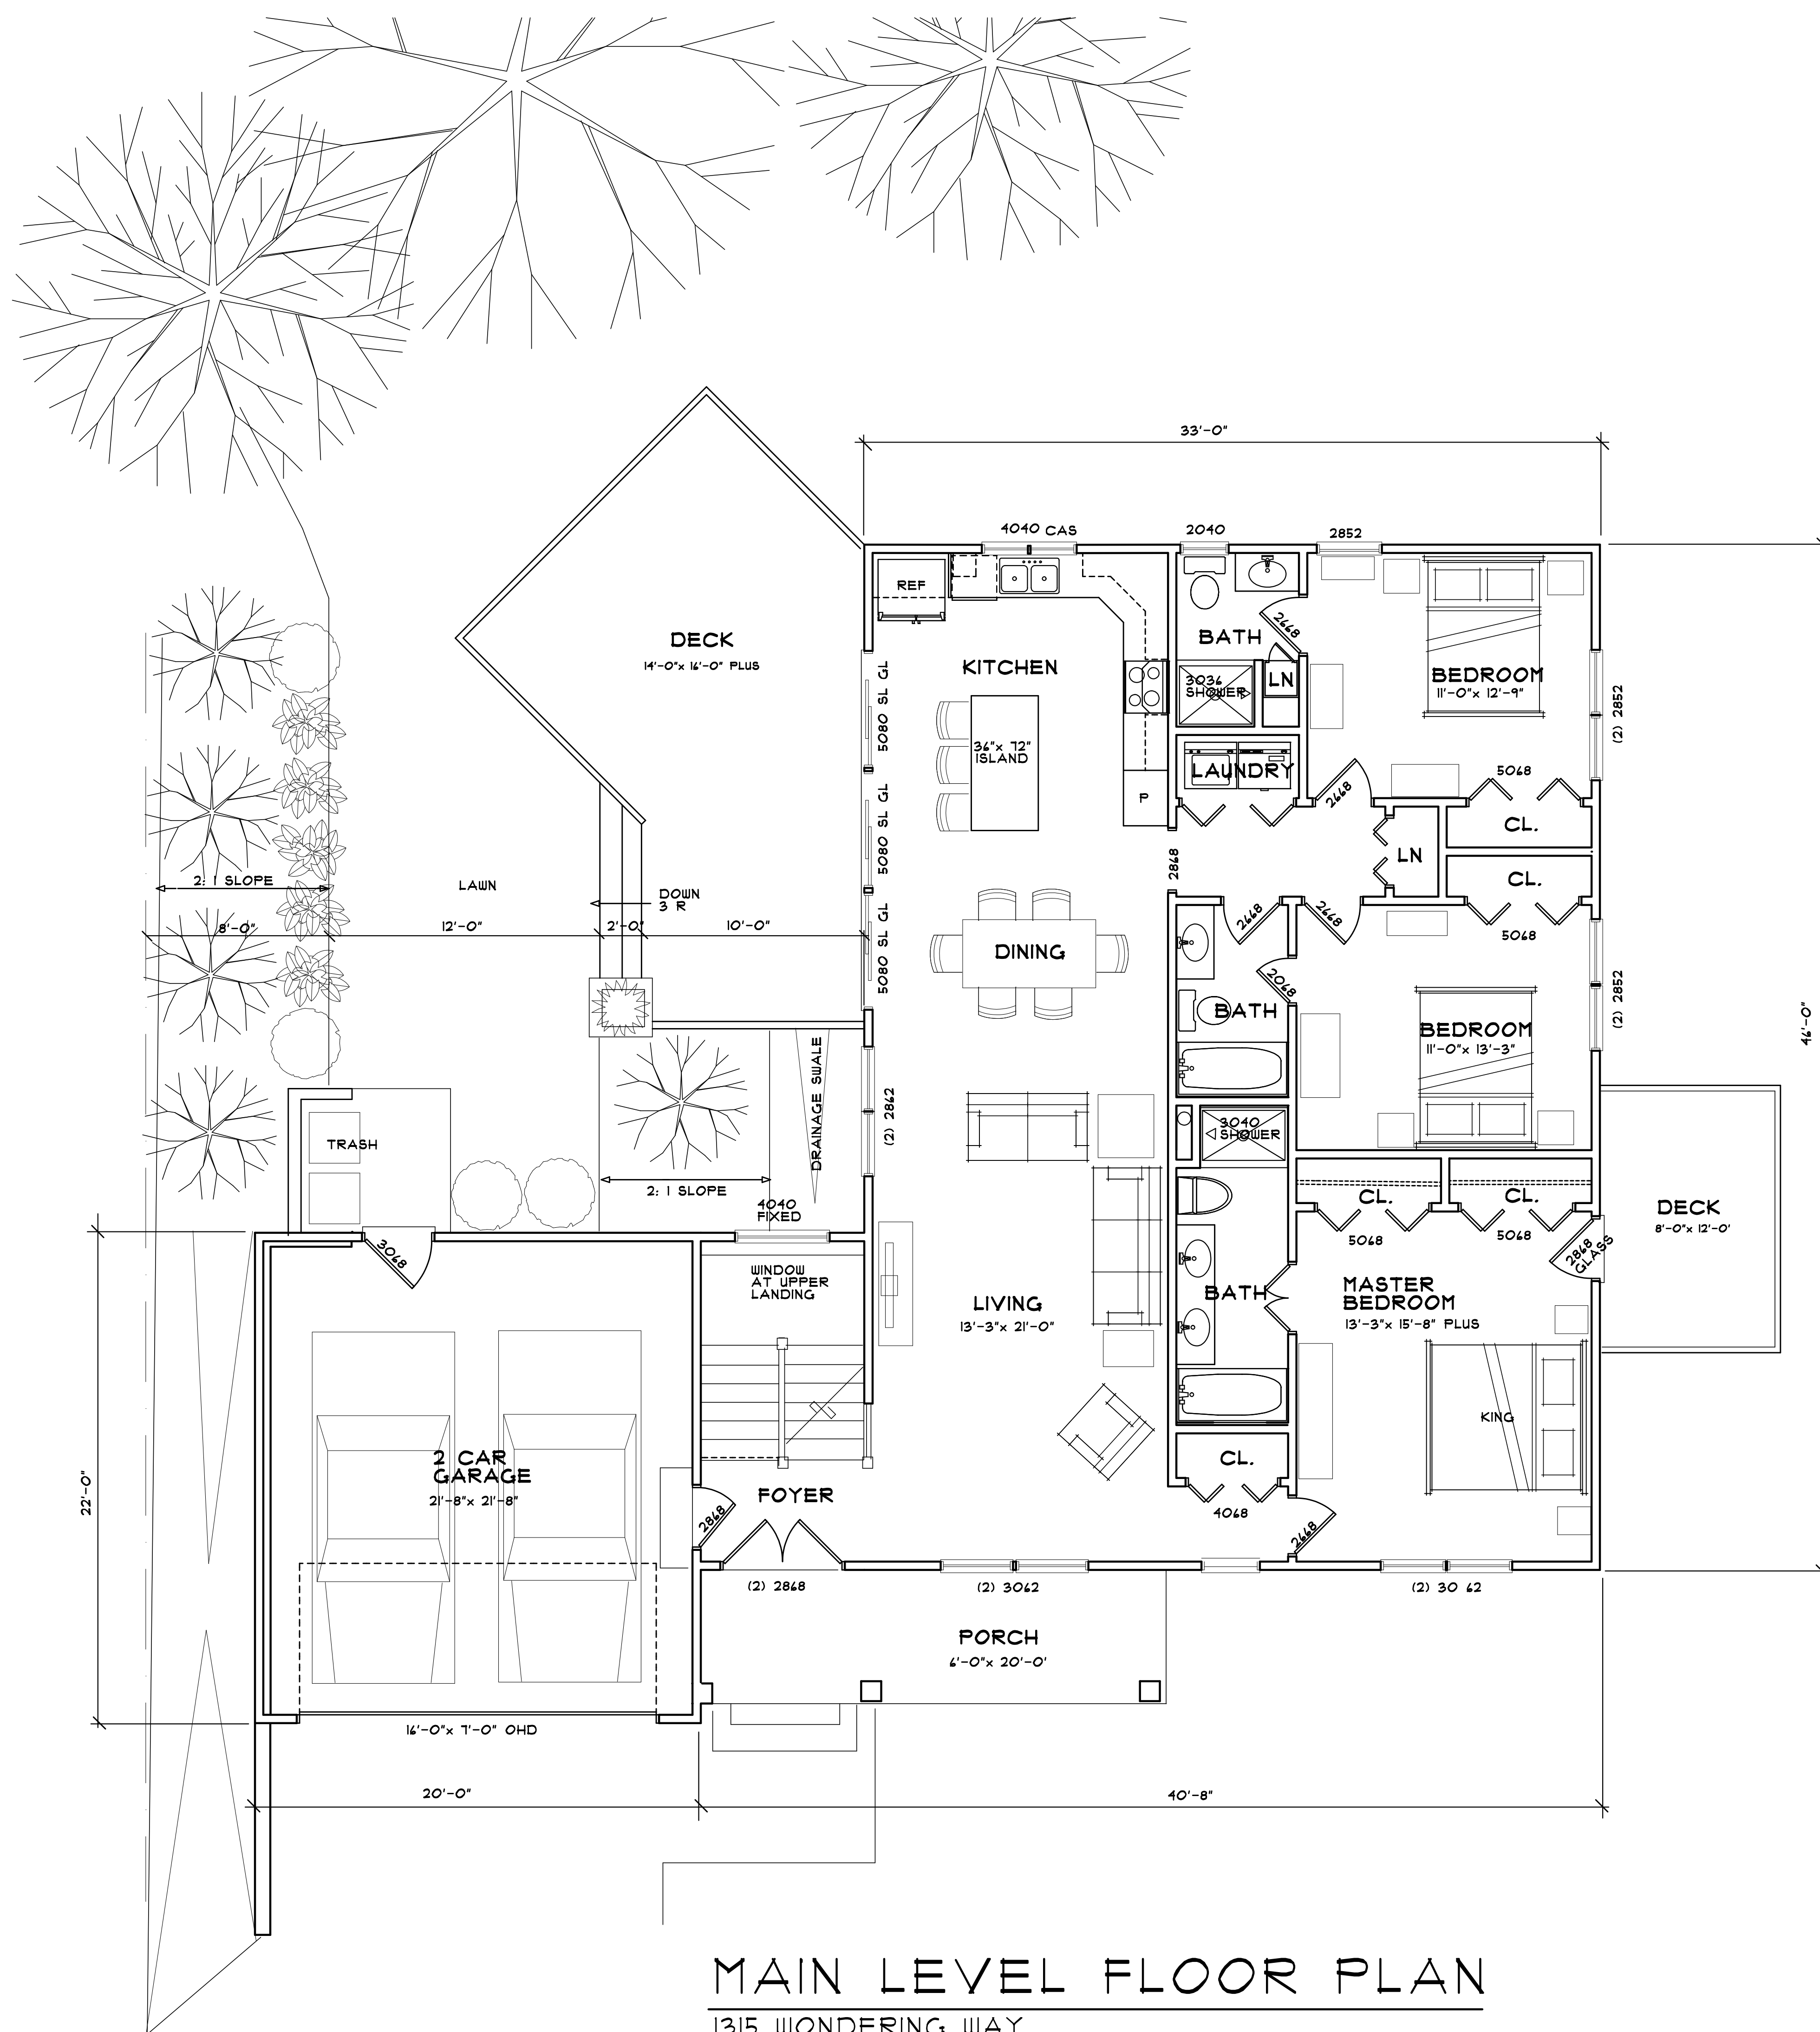 33'-0"
4040 CAS
2040
2852
REF
DECK
14'-0"x 16'-0" PLUS
KITCHEN
BATH
2668
BEDROOM
11'-0"x 12'-9"
3036
SHOWER
LN
5080 SL GL
(2) 2852
36"x 72"
ISLAND
LAUNDRY
5068
2668
P
CL.
5080 SL GL
LN
2868
CL.
2: 1 SLOPE
LAWN
DOWN
3 R
8'-0"
12'-0"
2'-0"
10'-0"
5080 SL GL
2668
2668
5068
DINING
2068
(2) 2852
BATH
BEDROOM
11'-0"x 13'-3"
46'-0"
DRAINAGE SWALE
(2) 2862
TRASH
3040
SHOWER
2: 1 SLOPE
4040
FIXED
CL.
CL.
DECK
8'-0"x 12'-0'
5068
5068
2868
GLASS
3068
WINDOW
AT UPPER
LANDING
LIVING
13'-3"x 21'-0"
BATH
MASTER
BEDROOM
13'-3"x 15'-8" PLUS
KING
2 CAR
GARAGE
21'-8"x 21'-8"
22'-0"
CL.
FOYER
2868
4068
2668
(2) 2868
(2) 3062
(2) 30 62
PORCH
6'-0"x 20'-0'
16'-0"x 7'-0" OHD
20'-0"
40'-8"
MAIN LEVEL FLOOR PLAN
1315 WONDERING WAY